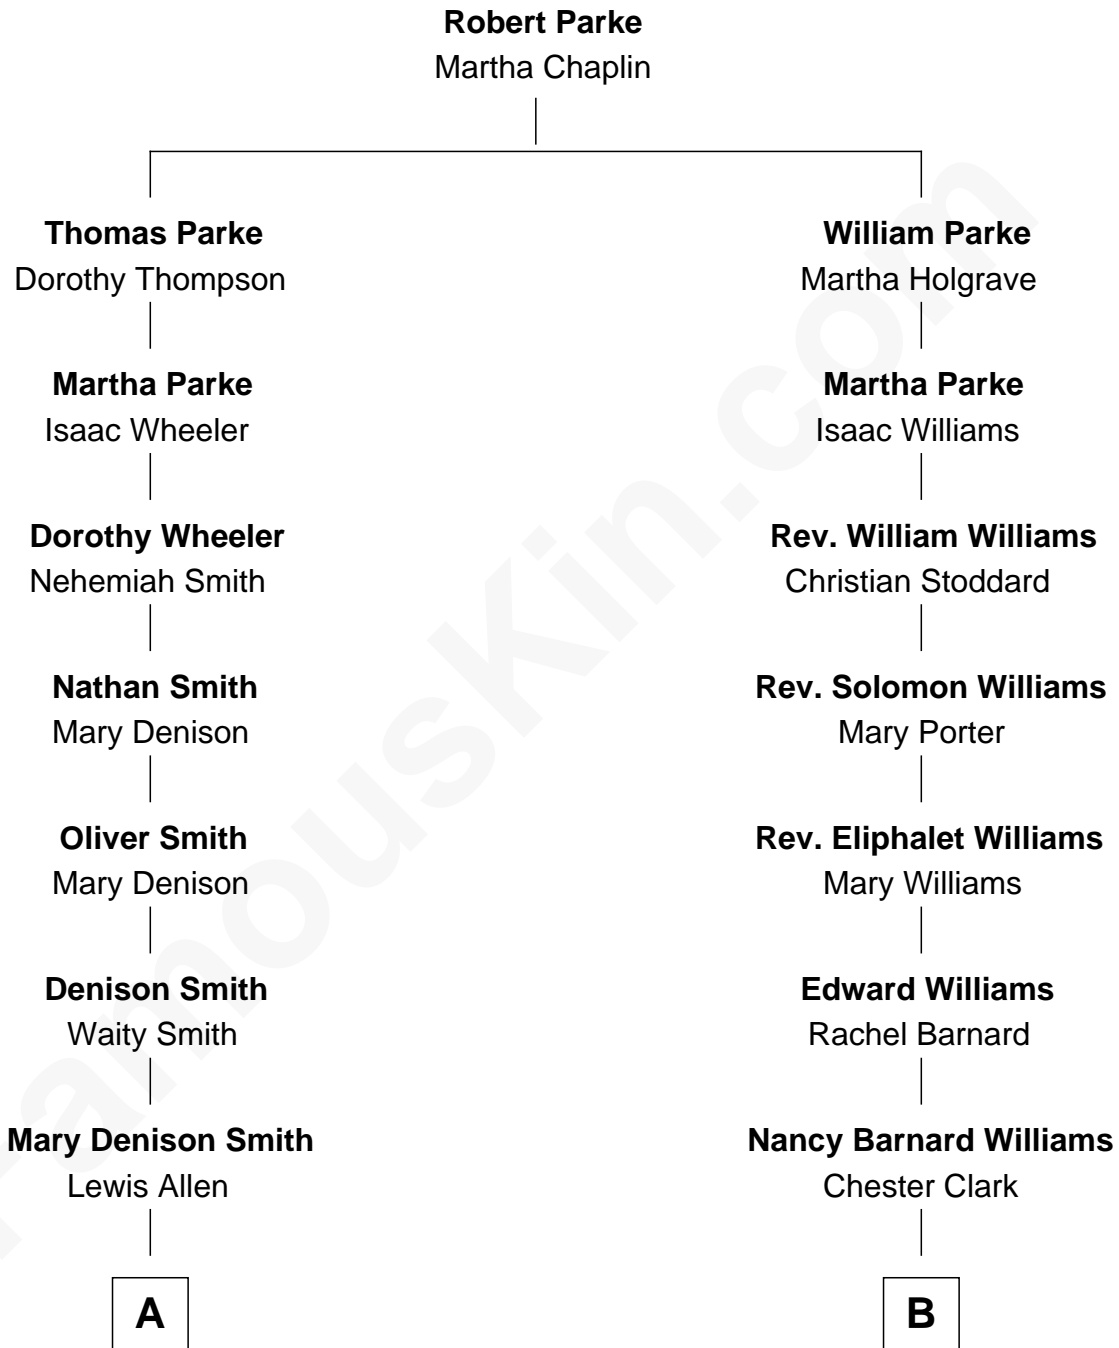 Robert Parke
Martha Chaplin
Thomas Parke
Dorothy Thompson
William Parke
Martha Holgrave
Martha Parke
Isaac Wheeler
Martha Parke
Isaac Williams
Dorothy Wheeler
Nehemiah Smith
Rev. William Williams
Christian Stoddard
Nathan Smith
Mary Denison
Rev. Solomon Williams
Mary Porter
Oliver Smith
Mary Denison
Rev. Eliphalet Williams
Mary Williams
Denison Smith
Waity Smith
Edward Williams
Rachel Barnard
Mary Denison Smith
Lewis Allen
Nancy Barnard Williams
Chester Clark
A
B
FamousKin.com